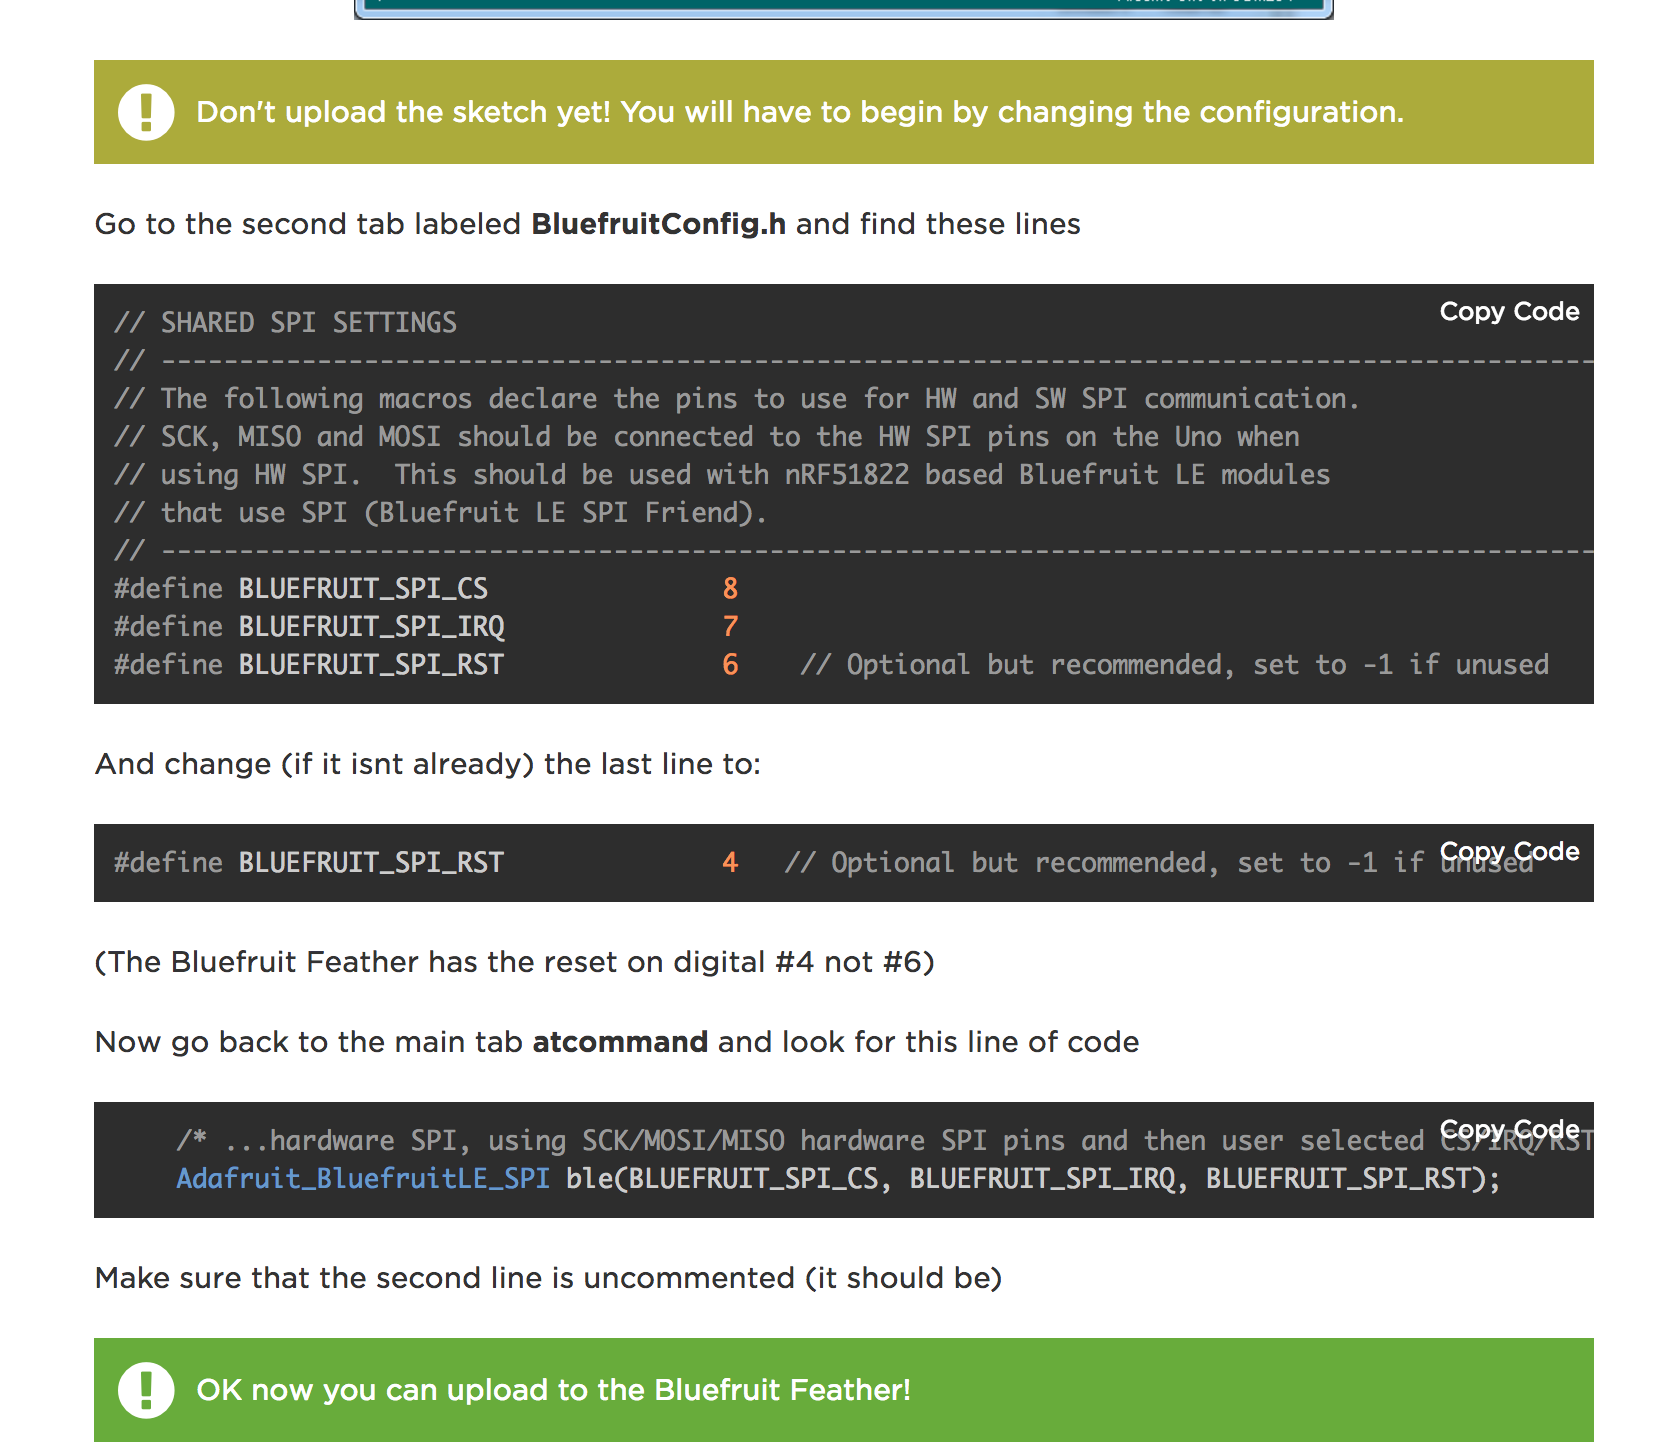 Don't upload the sketch yet! You will have to begin by changing the configuration.
Go to the second tab labeled BluefruitConfig.h and find these lines
Copy Code
// SHARED SPI SETTINGS
// --------------------------------------------------------------------------------------------
// The following macros declare the pins to use for HW and SW SPI communication.
// SCK, MISO and MOSI should be connected to the HW SPI pins on the Uno when
// using HW SPI.  This should be used with nRF51822 based Bluefruit LE modules
// that use SPI (Bluefruit LE SPI Friend).
// --------------------------------------------------------------------------------------------
#define BLUEFRUIT_SPI_CS               8
#define BLUEFRUIT_SPI_IRQ              7
#define BLUEFRUIT_SPI_RST              6    // Optional but recommended, set to -1 if unused
And change (if it isnt already) the last line to:
Copy Code
#define BLUEFRUIT_SPI_RST              4   // Optional but recommended, set to -1 if unused
(The Bluefruit Feather has the reset on digital #4 not #6)
Now go back to the main tab atcommand and look for this line of code
Copy Code
/* ...hardware SPI, using SCK/MOSI/MISO hardware SPI pins and then user selected CS/IRQ/RST
Adafruit_BluefruitLE_SPI ble(BLUEFRUIT_SPI_CS, BLUEFRUIT_SPI_IRQ, BLUEFRUIT_SPI_RST);
Make sure that the second line is uncommented (it should be)
OK now you can upload to the Bluefruit Feather!